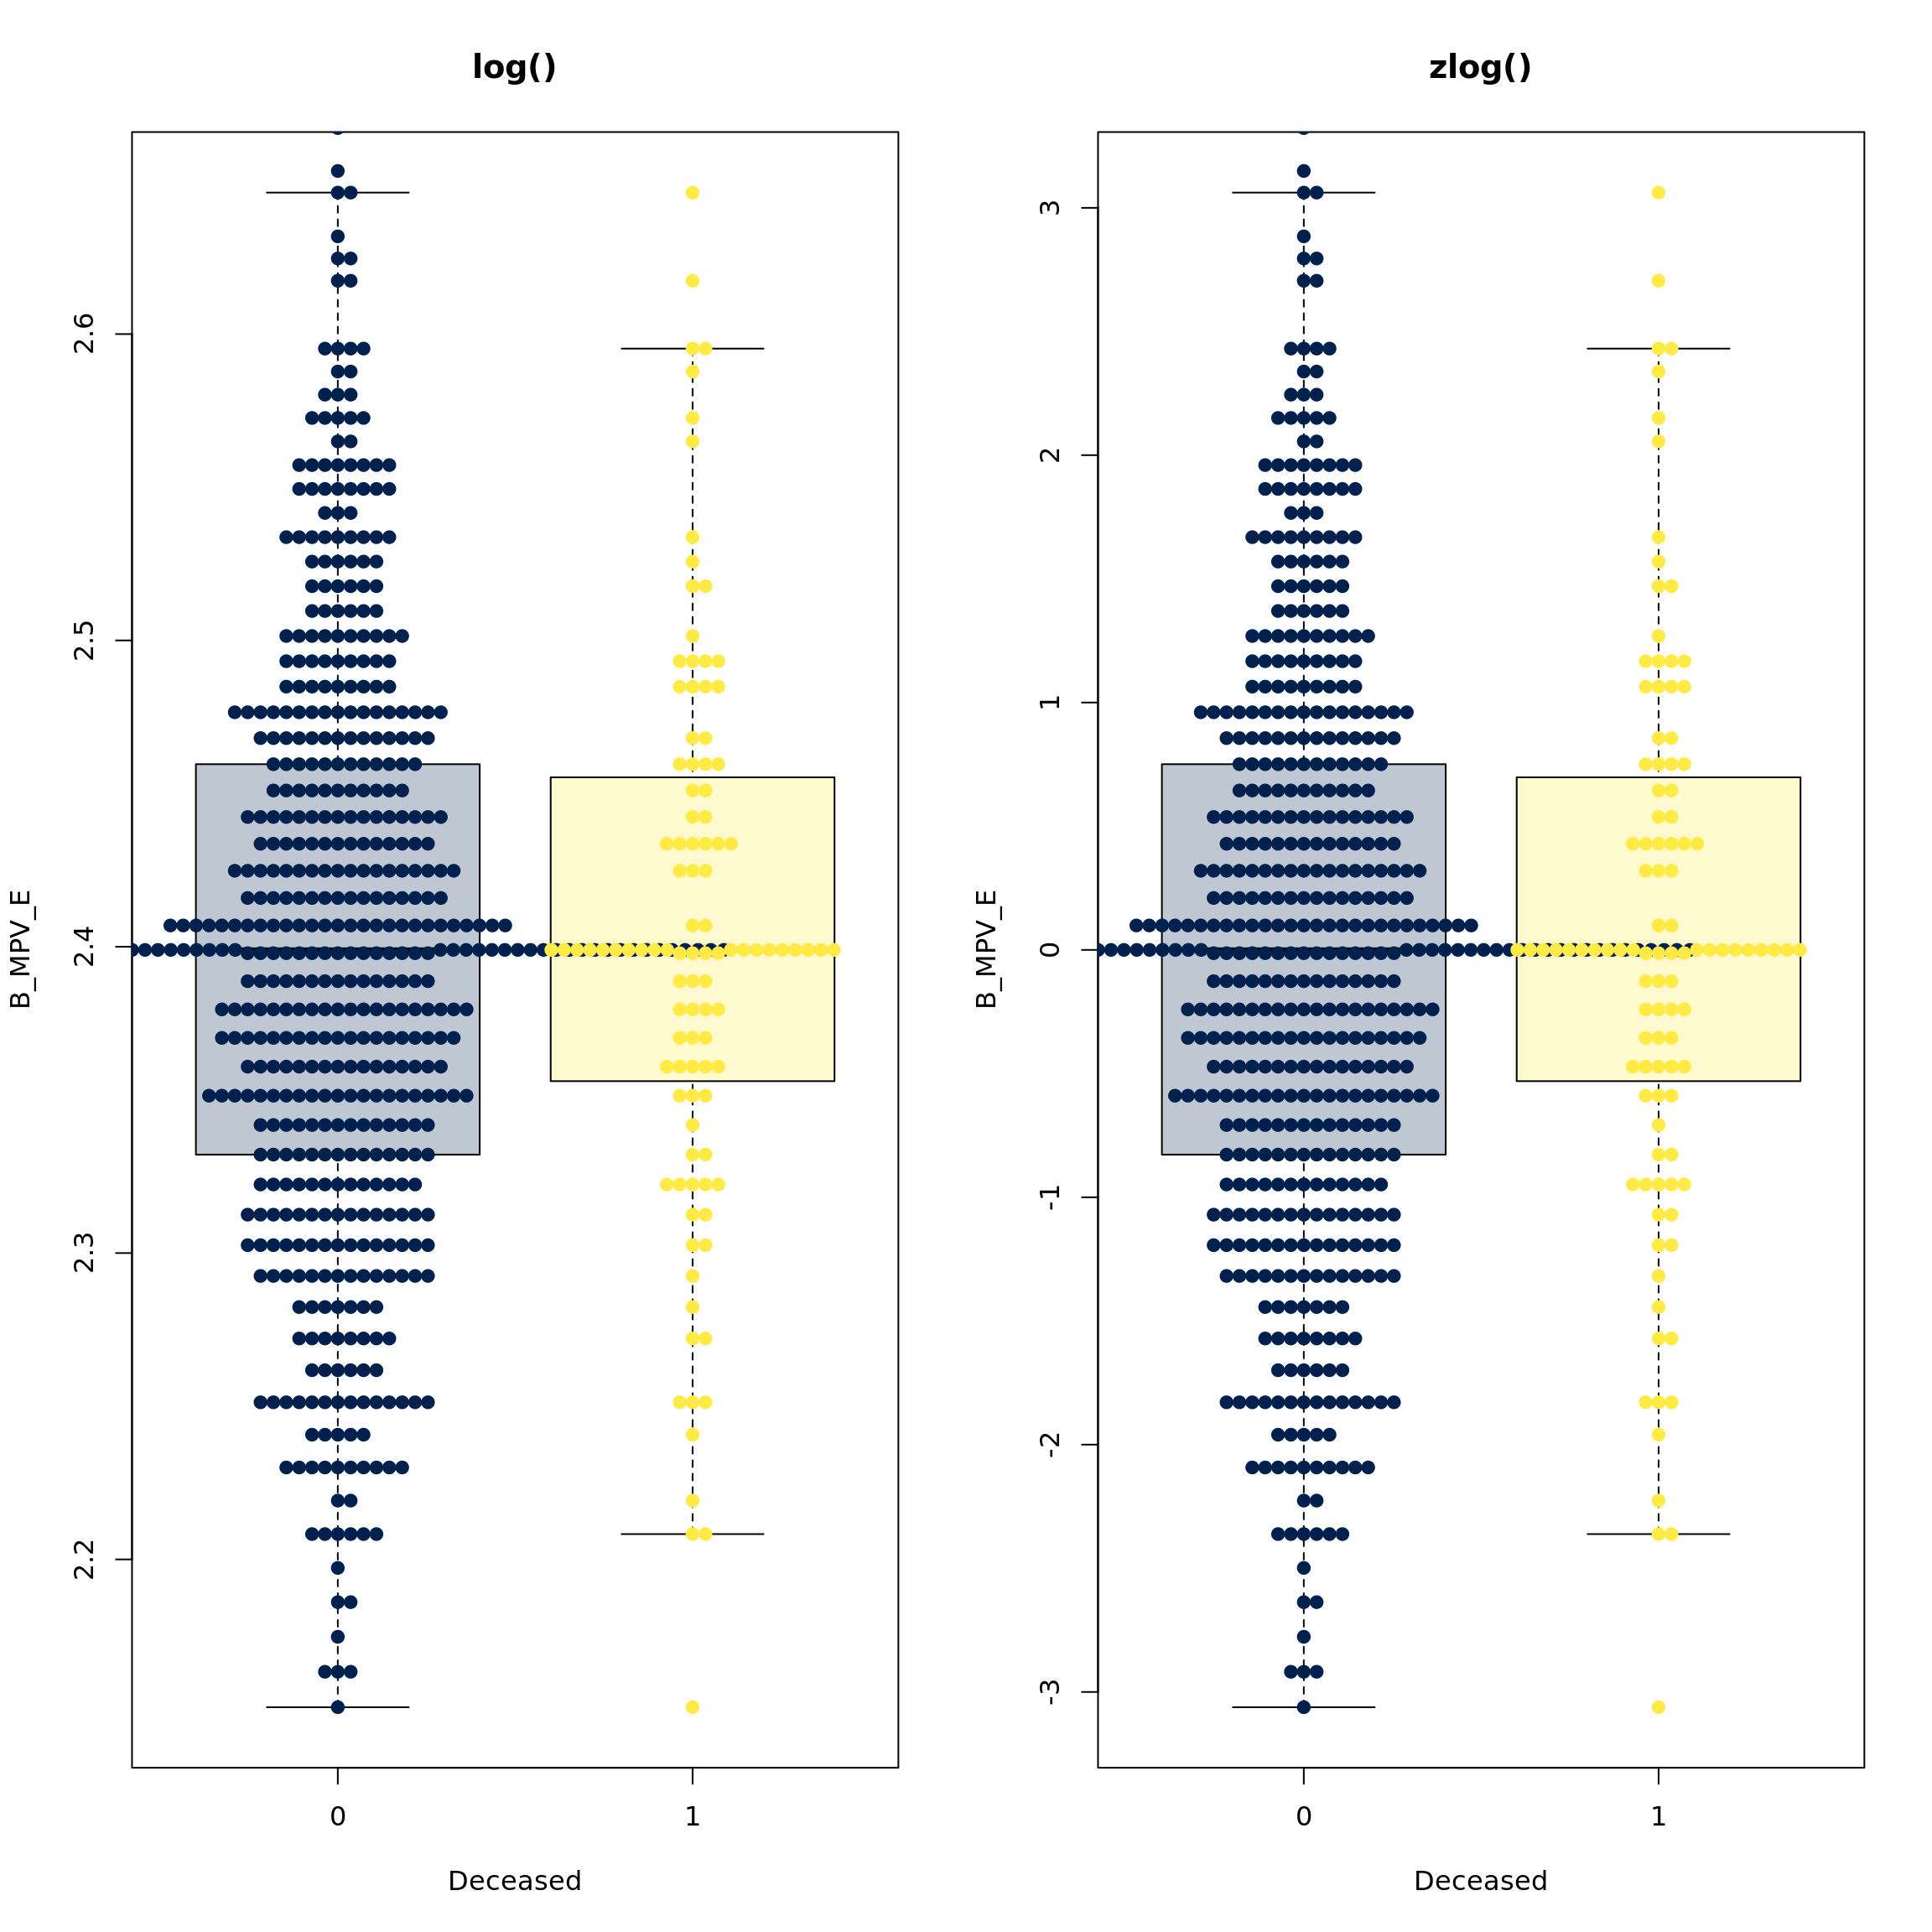 log()
B_MPV_E
2.6
2.5
2.4
2.3
2.2
0 1
Deceased
zlog()
B_MPV_E
3
2
1
0
-1
-2
-3
0 1
Deceased